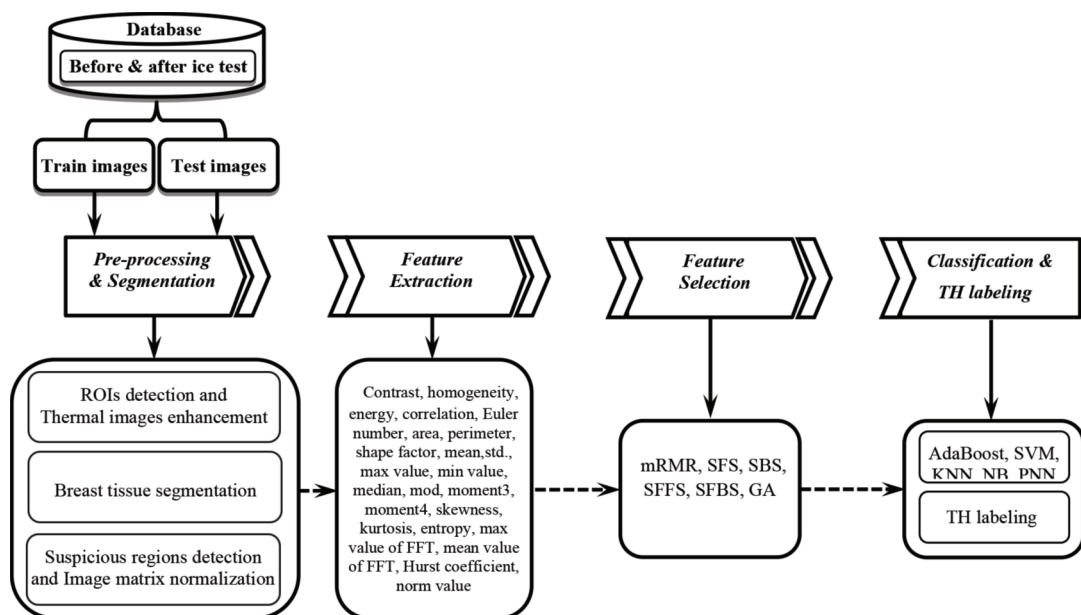 Database
Before & after ice test
Train images
Test images
Pre-processing
& Segmentation
Feature
Extraction
Feature
Selection
Classification &
TH labeling
ROIs detection and
Thermal images enhancement
Breast tissue segmentation
Suspicious regions detection
and Image matrix normalization
Contrast, homogeneity,
energy, correlation, Euler
number, area, perimeter,
shape factor, mean,std.,
max value, min value,
median, mod, moment3,
moment4, skewness,
kurtosis, entropy, max
value of FFT, mean value
of FFT, Hurst coefficient,
norm value
mRMR, SFS, SBS,
SFFS, SFBS, GA
AdaBoost, SVM,
KNN NB PNN
TH labeling